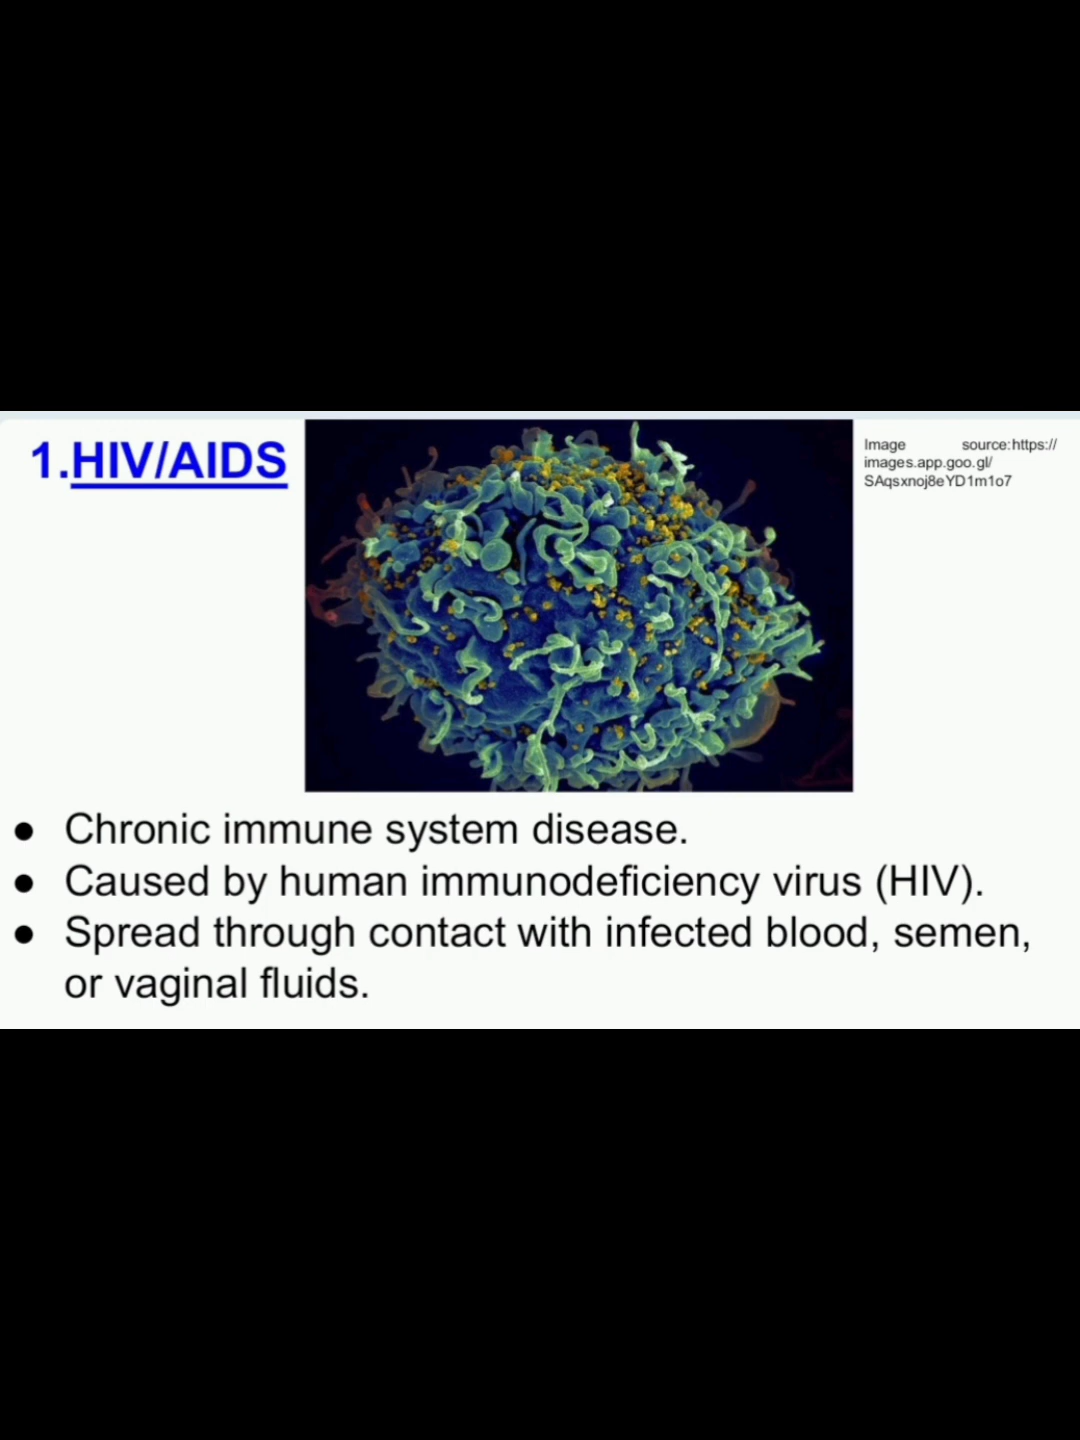 1.HIV/AIDS
Image source:https://
images.app.goo.gl/
SAqsxnoj8eYD1m1o7
● Chronic immune system disease.
● Caused by human immunodeficiency virus (HIV).
● Spread through contact with infected blood, semen,
or vaginal fluids.